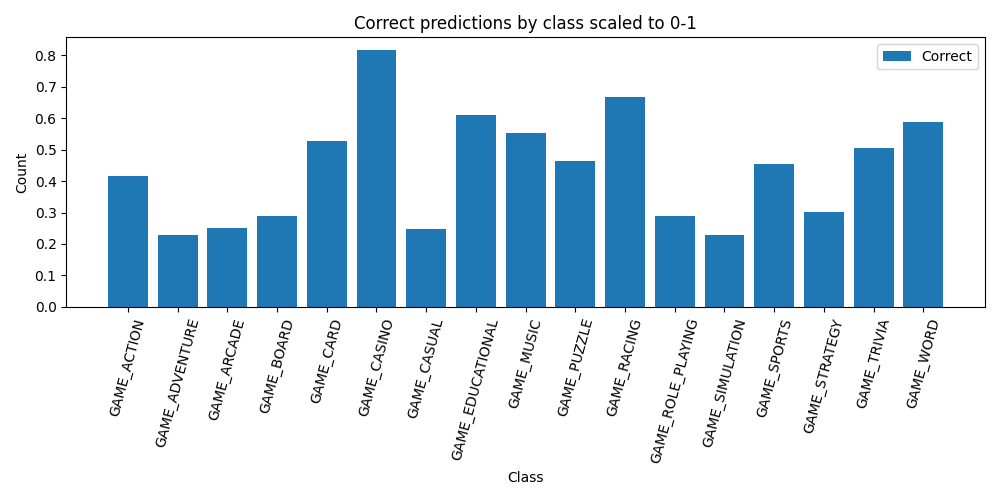 Correct predictions by class scaled to 0-1
Correct
Count
0.8
0.7
0.6
0.5
0.4
0.3
0.2
0.1
0.0
GAME_ACTION
GAME_ADVENTURE
GAME_ARCADE
GAME_BOARD
GAME_CARD
GAME_CASINO
GAME_CASUAL
GAME_EDUCATIONAL
GAME_MUSIC
GAME_PUZZLE
GAME_RACING
GAME_ROLE_PLAYING
GAME_SIMULATION
GAME_SPORTS
GAME_STRATEGY
GAME_TRIVIA
GAME_WORD
Class